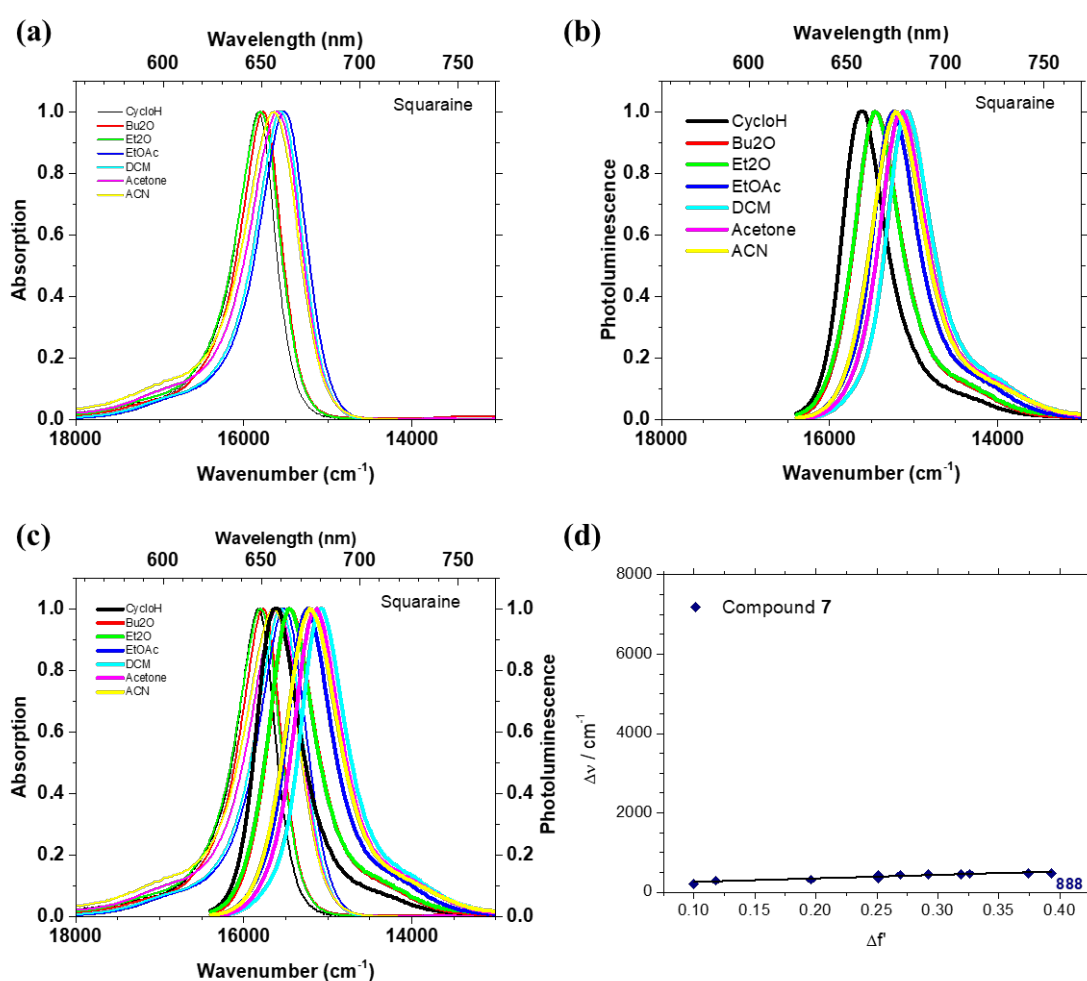 (a)
Wavelength (nm)
600 650 700 750
Squaraine
CycloH
Bu2O
Et2O
EtOAc
DCM
Acetone
ACN
Absorption
1.0
0.8
0.6
0.4
0.2
0.0
18000 16000 14000
Wavenumber (cm-1)
(b)
Wavelength (nm)
600 650 700 750
Squaraine
CycloH
Bu2O
Et2O
EtOAc
DCM
Acetone
ACN
Photoluminescence
1.0
0.8
0.6
0.4
0.2
0.0
18000 16000 14000
Wavenumber (cm-1)
(c)
Wavelength (nm)
600 650 700 750
Squaraine
CycloH
Bu2O
Et2O
EtOAc
DCM
Acetone
ACN
Absorption
1.0
0.8
0.6
0.4
0.2
0.0
1.0
0.8
0.6
0.4
0.2
0.0
Photoluminescence
18000 16000 14000
Wavenumber (cm-1)
(d)
Compound 7
8000
6000
4000
2000
0
Δν / cm-1
888
0.10 0.15 0.20 0.25 0.30 0.35 0.40
Δf'